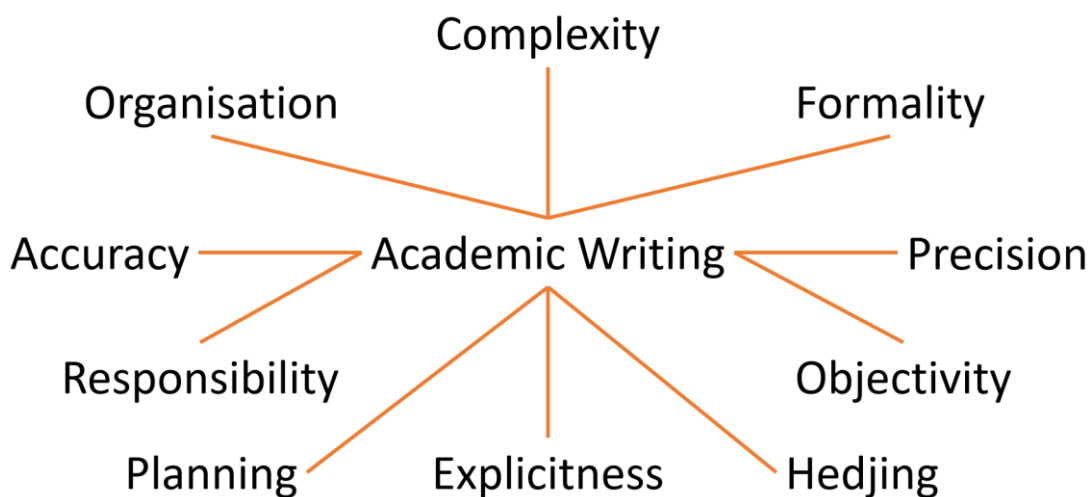 Complexity
Organisation
Formality
Accuracy
Academic Writing
Precision
Responsibility
Objectivity
Planning
Explicitness
Hedjing